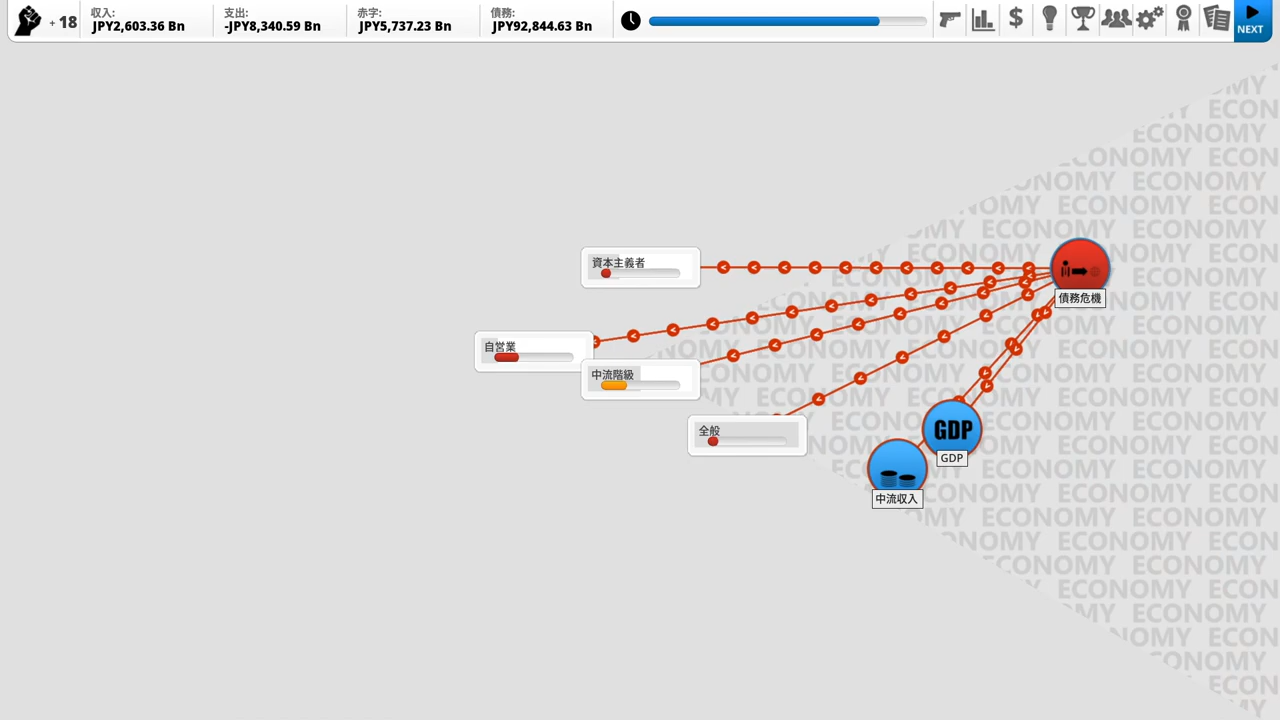 + 18
収入:
JPY2,603.36 Bn
支出:
-JPY8,340.59 Bn
赤字:
JPY5,737.23 Bn
債務:
JPY92,844.63 Bn
NEXT
資本主義者
債務危機
自営業
中流階級
全般
GDP
GDP
中流収入
ECONOMY